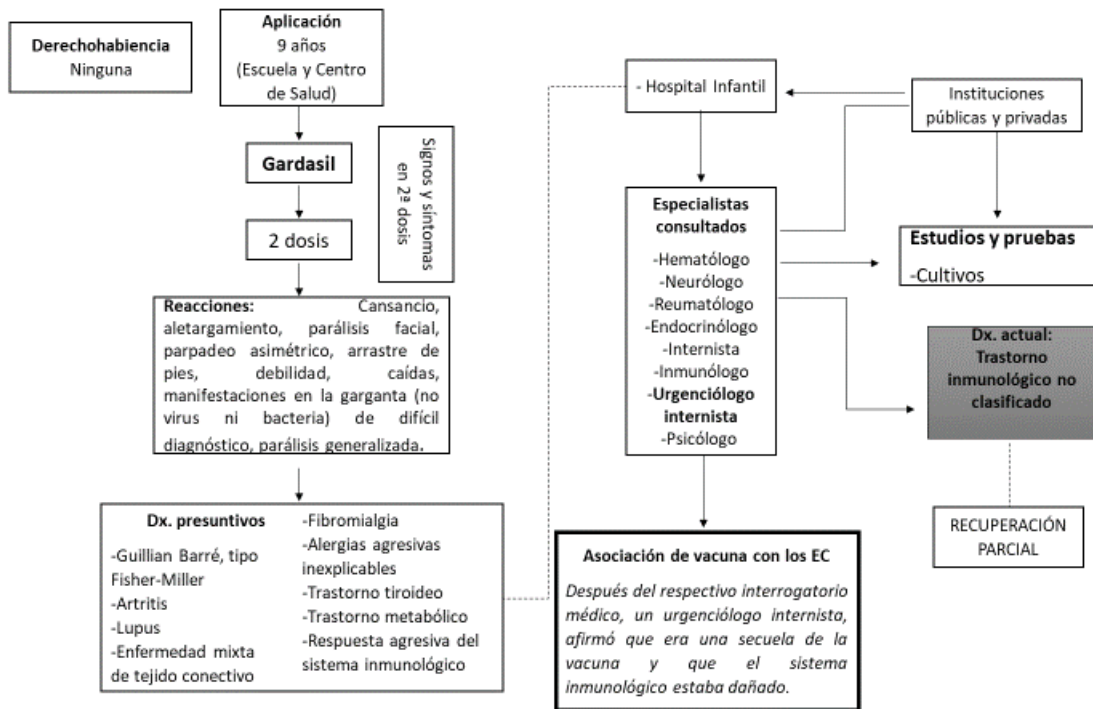 Derechohabiencia
Ninguna
Aplicación
9 años
(Escuela y Centro
de Salud)
Gardasil
2 dosis
Signos y síntomas
en 2ª dosis
Reacciones: Cansancio,
aletargamiento, parálisis facial,
parpadeo asimétrico, arrastre de
pies, debilidad, caídas,
manifestaciones en la garganta (no
virus ni bacteria) de difícil
diagnóstico, parálisis generalizada.
Dx. presuntivos
-Guillian Barré, tipo
Fisher-Miller
-Artritis
-Lupus
-Enfermedad mixta
de tejido conectivo
-Fibromialgia
-Alergias agresivas
inexplicables
-Trastorno tiroideo
-Trastorno metabólico
-Respuesta agresiva del
sistema inmunológico
- Hospital Infantil
Instituciones
públicas y privadas
Especialistas
consultados
-Hematólogo
-Neurólogo
-Reumatólogo
-Endocrinólogo
-Internista
-Inmunólogo
-Urgenciólogo
internista
-Psicólogo
Estudios y pruebas
-Cultivos
Dx. actual:
Trastorno
inmunológico no
clasificado
RECUPERACIÓN
PARCIAL
Asociación de vacuna con los EC
Después del respectivo interrogatorio
médico, un urgenciólogo internista,
afirmó que era una secuela de la
vacuna y que el sistema
inmunológico estaba dañado.